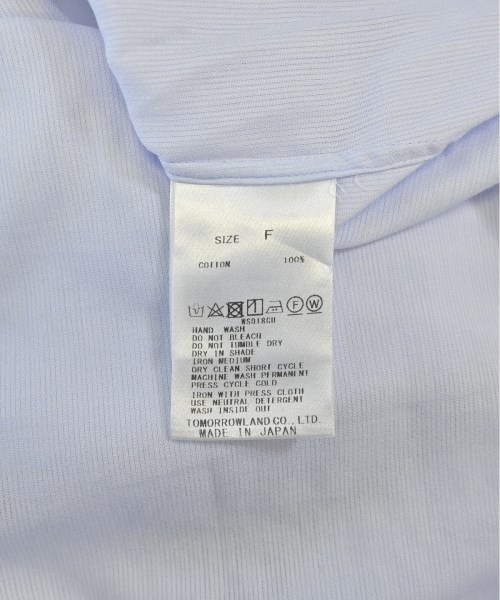 SIZE F
COTTON 100%
F W
HAND WASH
DO NOT BLEACH
DO NOT TUMBLE DRY
DRY IN SHADE
IRON MEDIUM
DRY CLEAN SHORT CYCLE
MACHINE WASH PERMANENT
PRESS CYCLE COLD
IRON WITH PRESS CLOTH
USE NEUTRAL DETERGENT
WASH INSIDE OUT
TOMORROWLAND CO., LTD.
MADE IN JAPAN